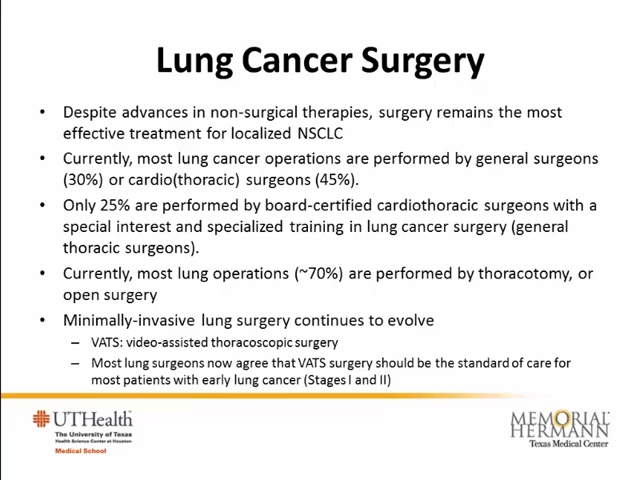 Lung Cancer Surgery
• Despite advances in non-surgical therapies, surgery remains the most
effective treatment for localized NSCLC
• Currently, most lung cancer operations are performed by general surgeons
(30%) or cardio(thoracic) surgeons (45%).
• Only 25% are performed by board-certified cardiothoracic surgeons with a
special interest and specialized training in lung cancer surgery (general
thoracic surgeons).
• Currently, most lung operations (~70%) are performed by thoracotomy, or
open surgery
• Minimally-invasive lung surgery continues to evolve
– VATS: video-assisted thoracoscopic surgery
– Most lung surgeons now agree that VATS surgery should be the standard of care for
most patients with early lung cancer (Stages I and II)
UTHealth
The University of Texas
Health Science Center at Houston
Medical School
MEMORIAL
HERMANN
Texas Medical Center